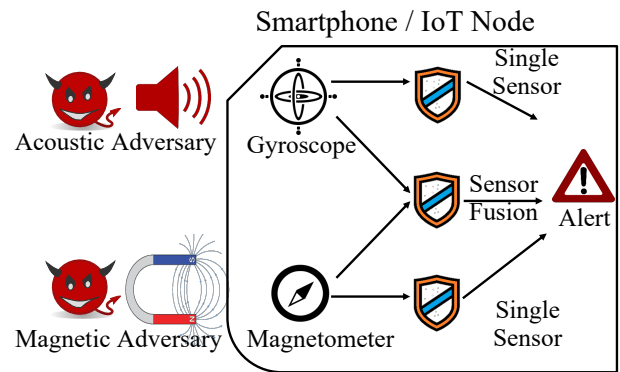 Smartphone / IoT Node
Single
Sensor
Acoustic Adversary
Gyroscope
Sensor
Fusion
Alert
S
N
Magnetic Adversary
Magnetometer
Single
Sensor